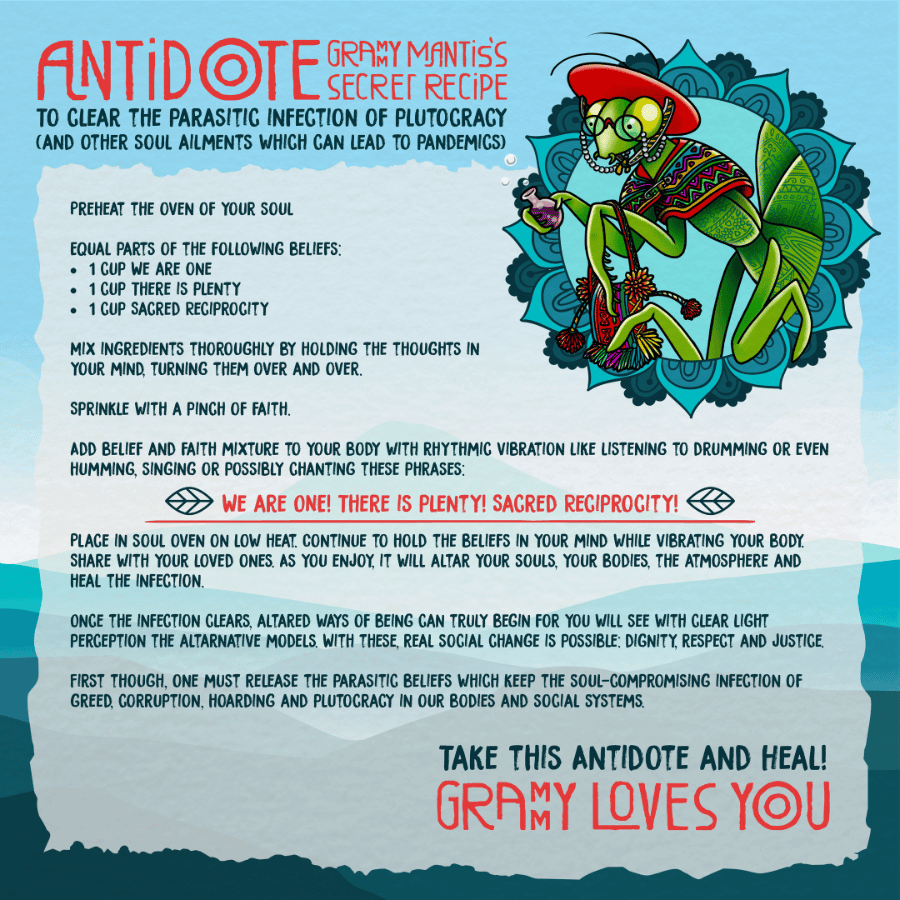 ANTIDOTE GRAMMY MANTIS'S
SECRET RECIPE
TO CLEAR THE PARASITIC INFECTION OF PLUTOCRACY
(AND OTHER SOUL AILMENTS WHICH CAN LEAD TO PANDEMICS)
PREHEAT THE OVEN OF YOUR SOUL
EQUAL PARTS OF THE FOLLOWING BELIEFS:
• 1 CUP WE ARE ONE
• 1 CUP THERE IS PLENTY
• 1 CUP SACRED RECIPROCITY
MIX INGREDIENTS THOROUGHLY BY HOLDING THE THOUGHTS IN
YOUR MIND, TURNING THEM OVER AND OVER.
SPRINKLE WITH A PINCH OF FAITH.
ADD BELIEF AND FAITH MIXTURE TO YOUR BODY WITH RHYTHMIC VIBRATION LIKE LISTENING TO DRUMMING OR EVEN
HUMMING, SINGING OR POSSIBLY CHANTING THESE PHRASES:
WE ARE ONE! THERE IS PLENTY! SACRED RECIPROCITY!
PLACE IN SOUL OVEN ON LOW HEAT. CONTINUE TO HOLD THE BELIEFS IN YOUR MIND WHILE VIBRATING YOUR BODY.
SHARE WITH YOUR LOVED ONES. AS YOU ENJOY, IT WILL ALTAR YOUR SOULS, YOUR BODIES, THE ATMOSPHERE AND
HEAL THE INFECTION.
ONCE THE INFECTION CLEARS, ALTARED WAYS OF BEING CAN TRULY BEGIN FOR YOU WILL SEE WITH CLEAR LIGHT
PERCEPTION THE ALTARNATIVE MODELS. WITH THESE, REAL SOCIAL CHANGE IS POSSIBLE: DIGNITY, RESPECT AND JUSTICE.
FIRST THOUGH, ONE MUST RELEASE THE PARASITIC BELIEFS WHICH KEEP THE SOUL-COMPROMISING INFECTION OF
GREED, CORRUPTION, HOARDING AND PLUTOCRACY IN OUR BODIES AND SOCIAL SYSTEMS.
TAKE THIS ANTIDOTE AND HEAL!
GRAMMY LOVES YOU